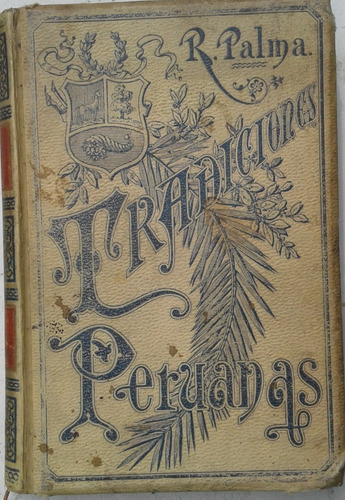 R. Palma.
TRADICIONES
Peruanas